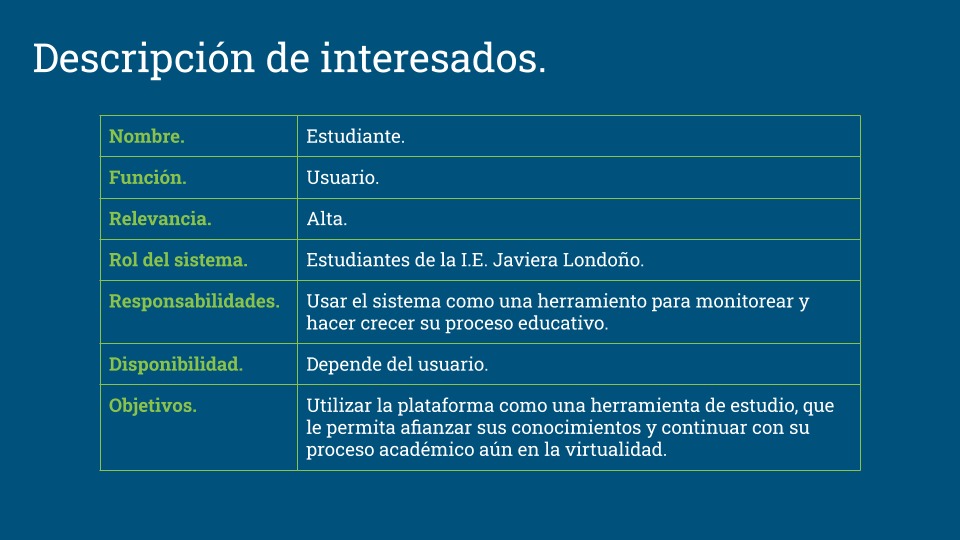 Descripción de interesados.
Nombre.
Estudiante.
Función.
Usuario.
Relevancia.
Alta.
Rol del sistema.
Estudiantes de la I.E. Javiera Londoño.
Responsabilidades.
Usar el sistema como una herramiento para monitorear y
hacer crecer su proceso educativo.
Disponibilidad.
Depende del usuario.
Objetivos.
Utilizar la plataforma como una herramienta de estudio, que
le permita afianzar sus conocimientos y continuar con su
proceso académico aún en la virtualidad.